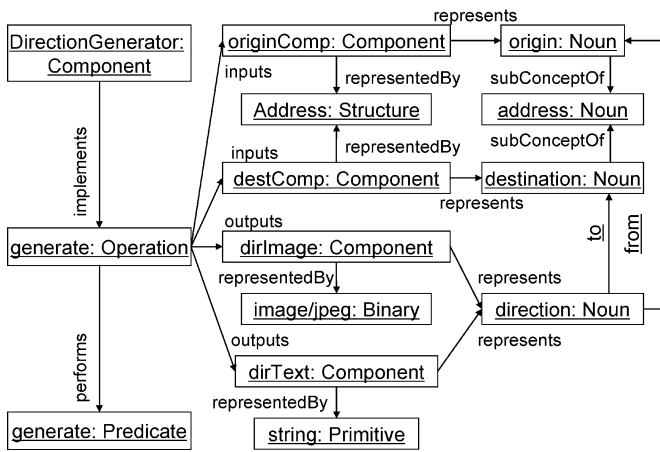 represents
DirectionGenerator:
Component
originComp: Component
origin: Noun
inputs
representedBy
subConceptOf
Address: Structure
address: Noun
implements
inputs
representedBy
subConceptOf
destComp: Component
destination: Noun
represents
outputs
to
from
generate: Operation
dirImage: Component
representedBy
represents
image/jpeg: Binary
direction: Noun
outputs
represents
performs
dirText: Component
representedBy
generate: Predicate
string: Primitive